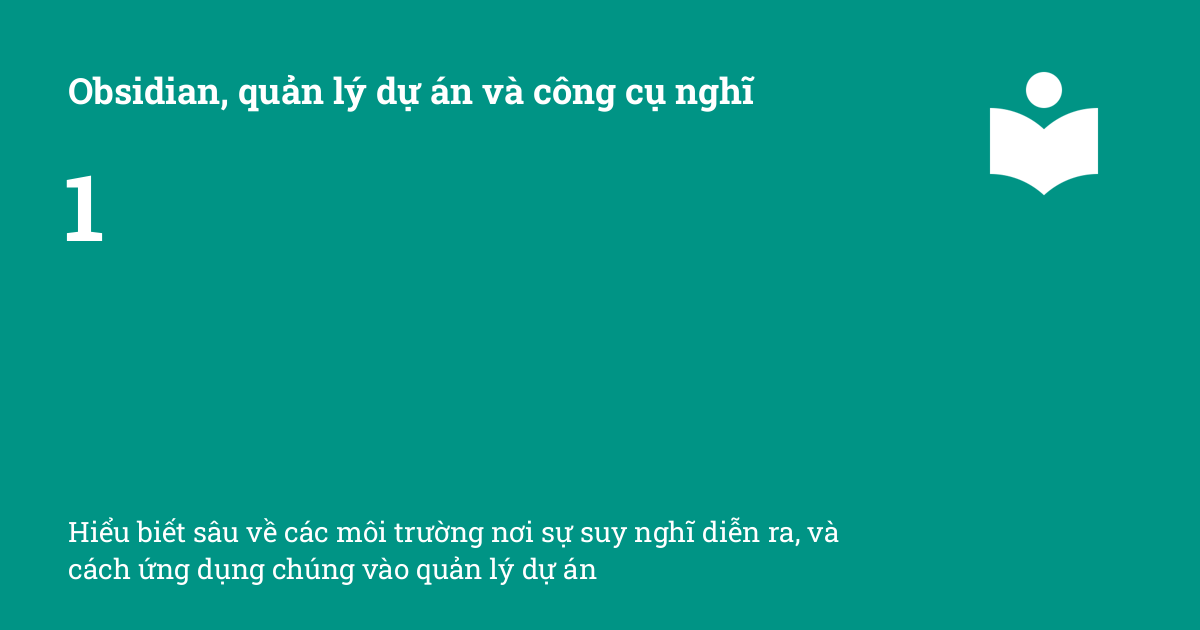 Obsidian, quản lý dự án và công cụ nghĩ
1
Hiểu biết sâu về các môi trường nơi sự suy nghĩ diễn ra, và
cách ứng dụng chúng vào quản lý dự án